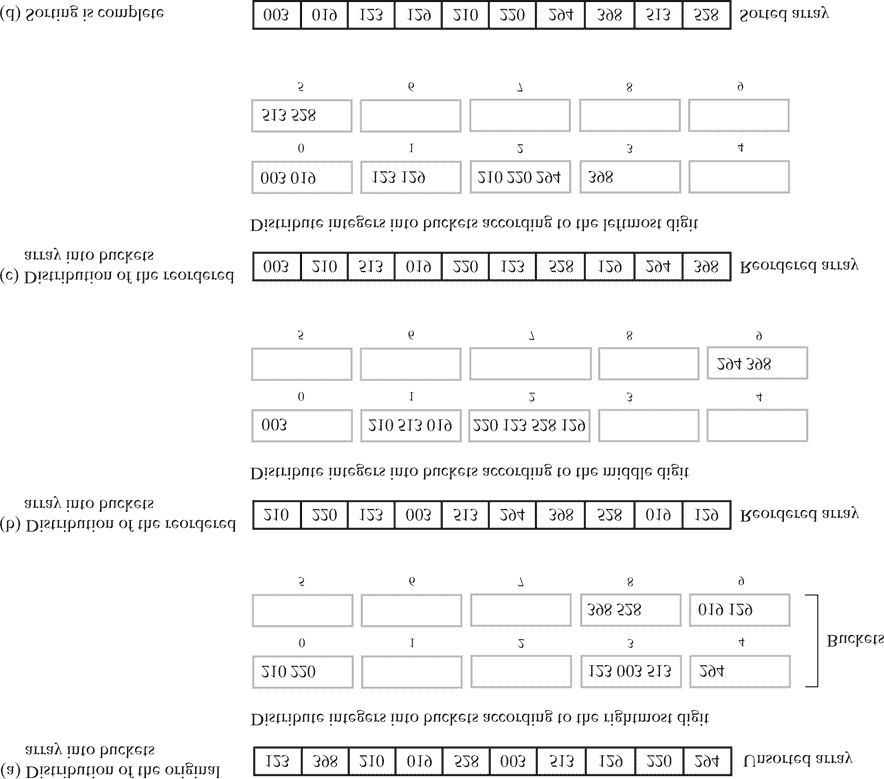 (a) Distribution of the original
array into buckets
123 398 210 019 528 003 513 129 220 294 Unsorted array
Distribute integers into buckets according to the rightmost digit
210 220 123 003 513 294
0 1 2 3 4
Buckets
398 528 019 129
5 6 7 8 9
(b) Distribution of the reordered
array into buckets
210 220 123 003 513 294 398 528 019 129 Reordered array
Distribute integers into buckets according to the middle digit
003 210 513 019 220 123 528 129
0 1 2 3 4
294 398
5 6 7 8 9
(c) Distribution of the reordered
array into buckets
003 210 513 019 220 123 528 129 294 398 Reordered array
Distribute integers into buckets according to the leftmost digit
003 019 123 129 210 220 294 398
0 1 2 3 4
513 528
5 6 7 8 9
(d) Sorting is complete 003 019 123 129 210 220 294 398 513 528 Sorted array